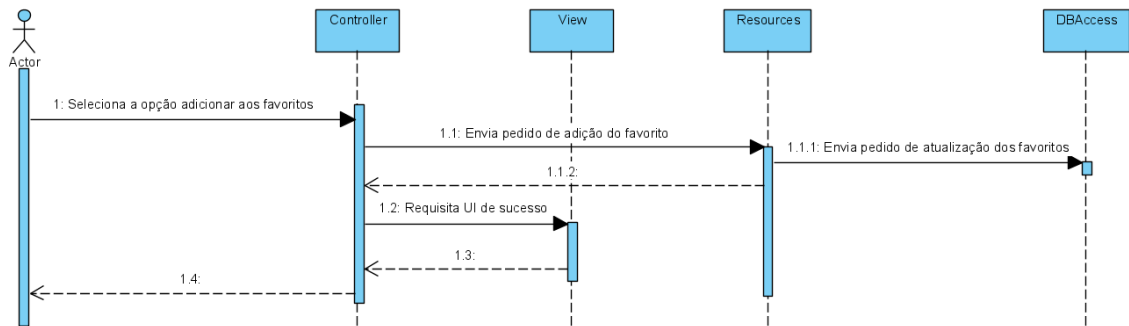 Controller
View
Resources
DBAccess
Actor
1: Seleciona a opção adicionar aos favoritos
1.1: Envia pedido de adição do favorito
1.1.1: Envia pedido de atualização dos favoritos
1.1.2:
1.2: Requisita UI de sucesso
1.3:
1.4: